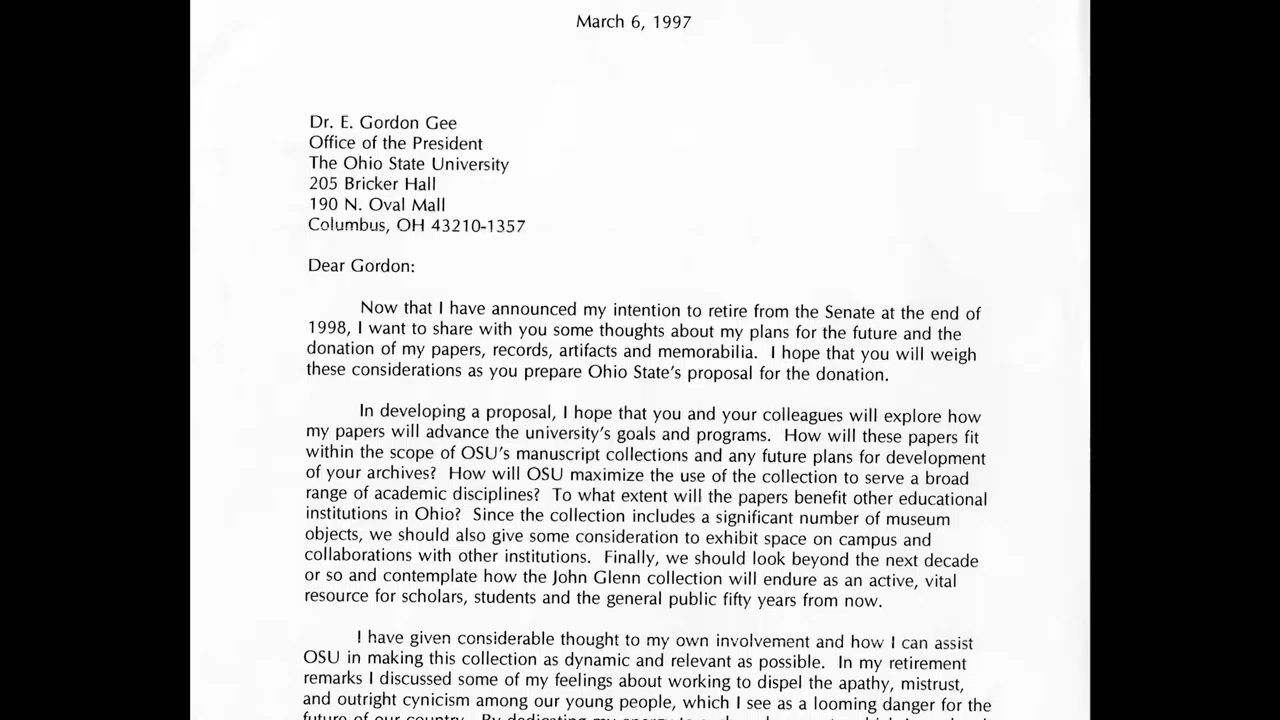 March 6, 1997
Dr. E. Gordon Gee
Office of the President
The Ohio State University
205 Bricker Hall
190 N. Oval Mall
Columbus, OH 43210-1357
Dear Gordon:
Now that I have announced my intention to retire from the Senate at the end of
1998, I want to share with you some thoughts about my plans for the future and the
donation of my papers, records, artifacts and memorabilia. I hope that you will weigh
these considerations as you prepare Ohio State's proposal for the donation.
In developing a proposal, I hope that you and your colleagues will explore how
my papers will advance the university's goals and programs. How will these papers fit
within the scope of OSU's manuscript collections and any future plans for development
of your archives? How will OSU maximize the use of the collection to serve a broad
range of academic disciplines? To what extent will the papers benefit other educational
institutions in Ohio? Since the collection includes a significant number of museum
objects, we should also give some consideration to exhibit space on campus and
collaborations with other institutions. Finally, we should look beyond the next decade
or so and contemplate how the John Glenn collection will endure as an active, vital
resource for scholars, students and the general public fifty years from now.
I have given considerable thought to my own involvement and how I can assist
OSU in making this collection as dynamic and relevant as possible. In my retirement
remarks I discussed some of my feelings about working to dispel the apathy, mistrust,
and outright cynicism among our young people, which I see as a looming danger for the
future of our country. By dedicating my energy to